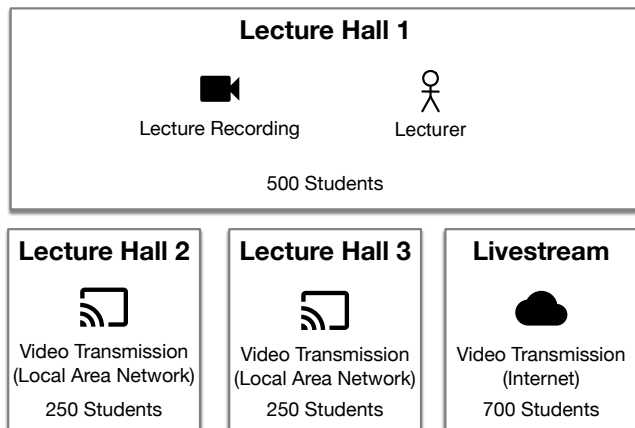 Lecture Hall 1
Lecture Recording
Lecturer
500 Students
Lecture Hall 2
Video Transmission
(Local Area Network)
250 Students
Lecture Hall 3
Video Transmission
(Local Area Network)
250 Students
Livestream
Video Transmission
(Internet)
700 Students